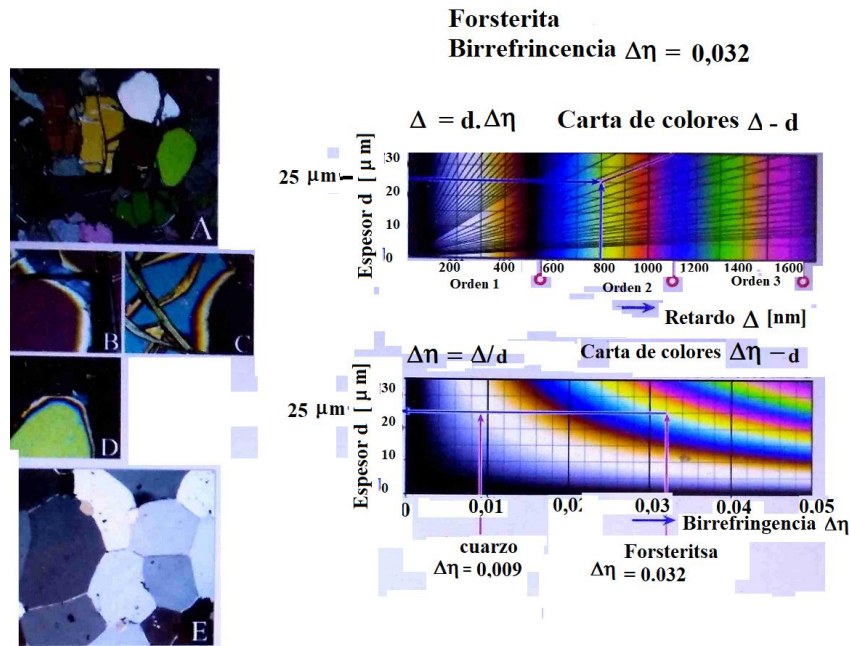 Forsterita
Birrefrincencia Δη = 0,032
Δ = d.Δη
Carta de colores Δ - d
25 μm
Espesor d [ μ m ]
30
20
10
0
200 400 600 800 1000 1200 1400 1600
Orden 1 Orden 2 Orden 3
Retardo Δ [nm]
Δη = Δ/d
Carta de colores Δη – d
25 μm
Espesor d [ μ m ]
30
20
10
0
0 0,01 0,02 0,03 0.04 0.05
Birrefringencia Δη
cuarzo
Δη = 0,009
Forsteritsa
Δη = 0.032
A
B
C
D
E